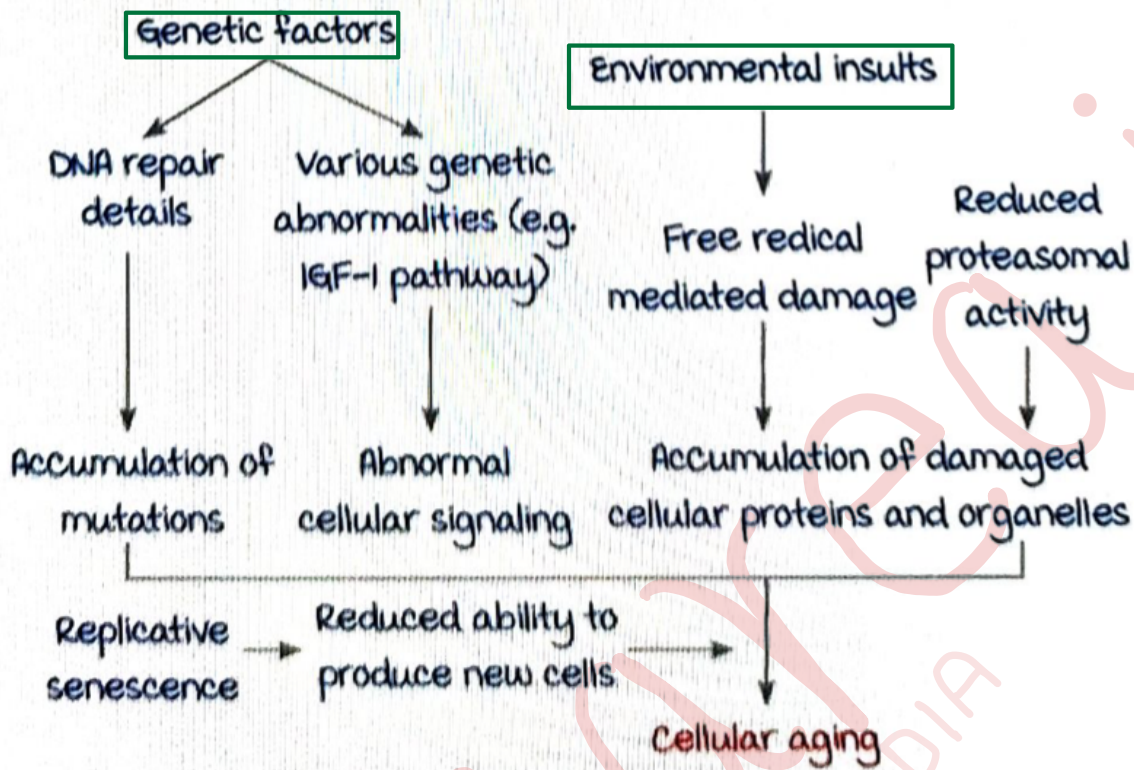 Genetic factors
Environmental insults
DNA repair
details
Various genetic
abnormalities (e.g.
IGF-1 pathway)
Free redical
mediated damage
Reduced
proteasomal
activity
Accumulation of
mutations
Abnormal
cellular signaling
Accumulation of damaged
cellular proteins and organelles
Replicative
senescence
Reduced ability to
produce new cells
Cellular aging